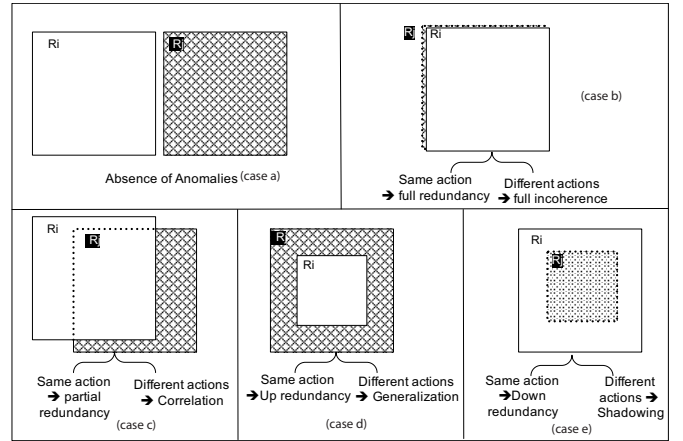 Ri
Rj
Absence of Anomalies (case a)
Rj
Ri
(case b)
Same action
➔ full redundancy
Different actions
➔ full incoherence
Ri
Rj
Same action
➔ partial
redundancy
Different actions
➔ Correlation
(case c)
Rj
Ri
Same action
➔Up redundancy
Different actions
➔ Generalization
(case d)
Ri
Rj
Same action
➔Down
redundancy
Different
actions ➔
Shadowing
(case e)